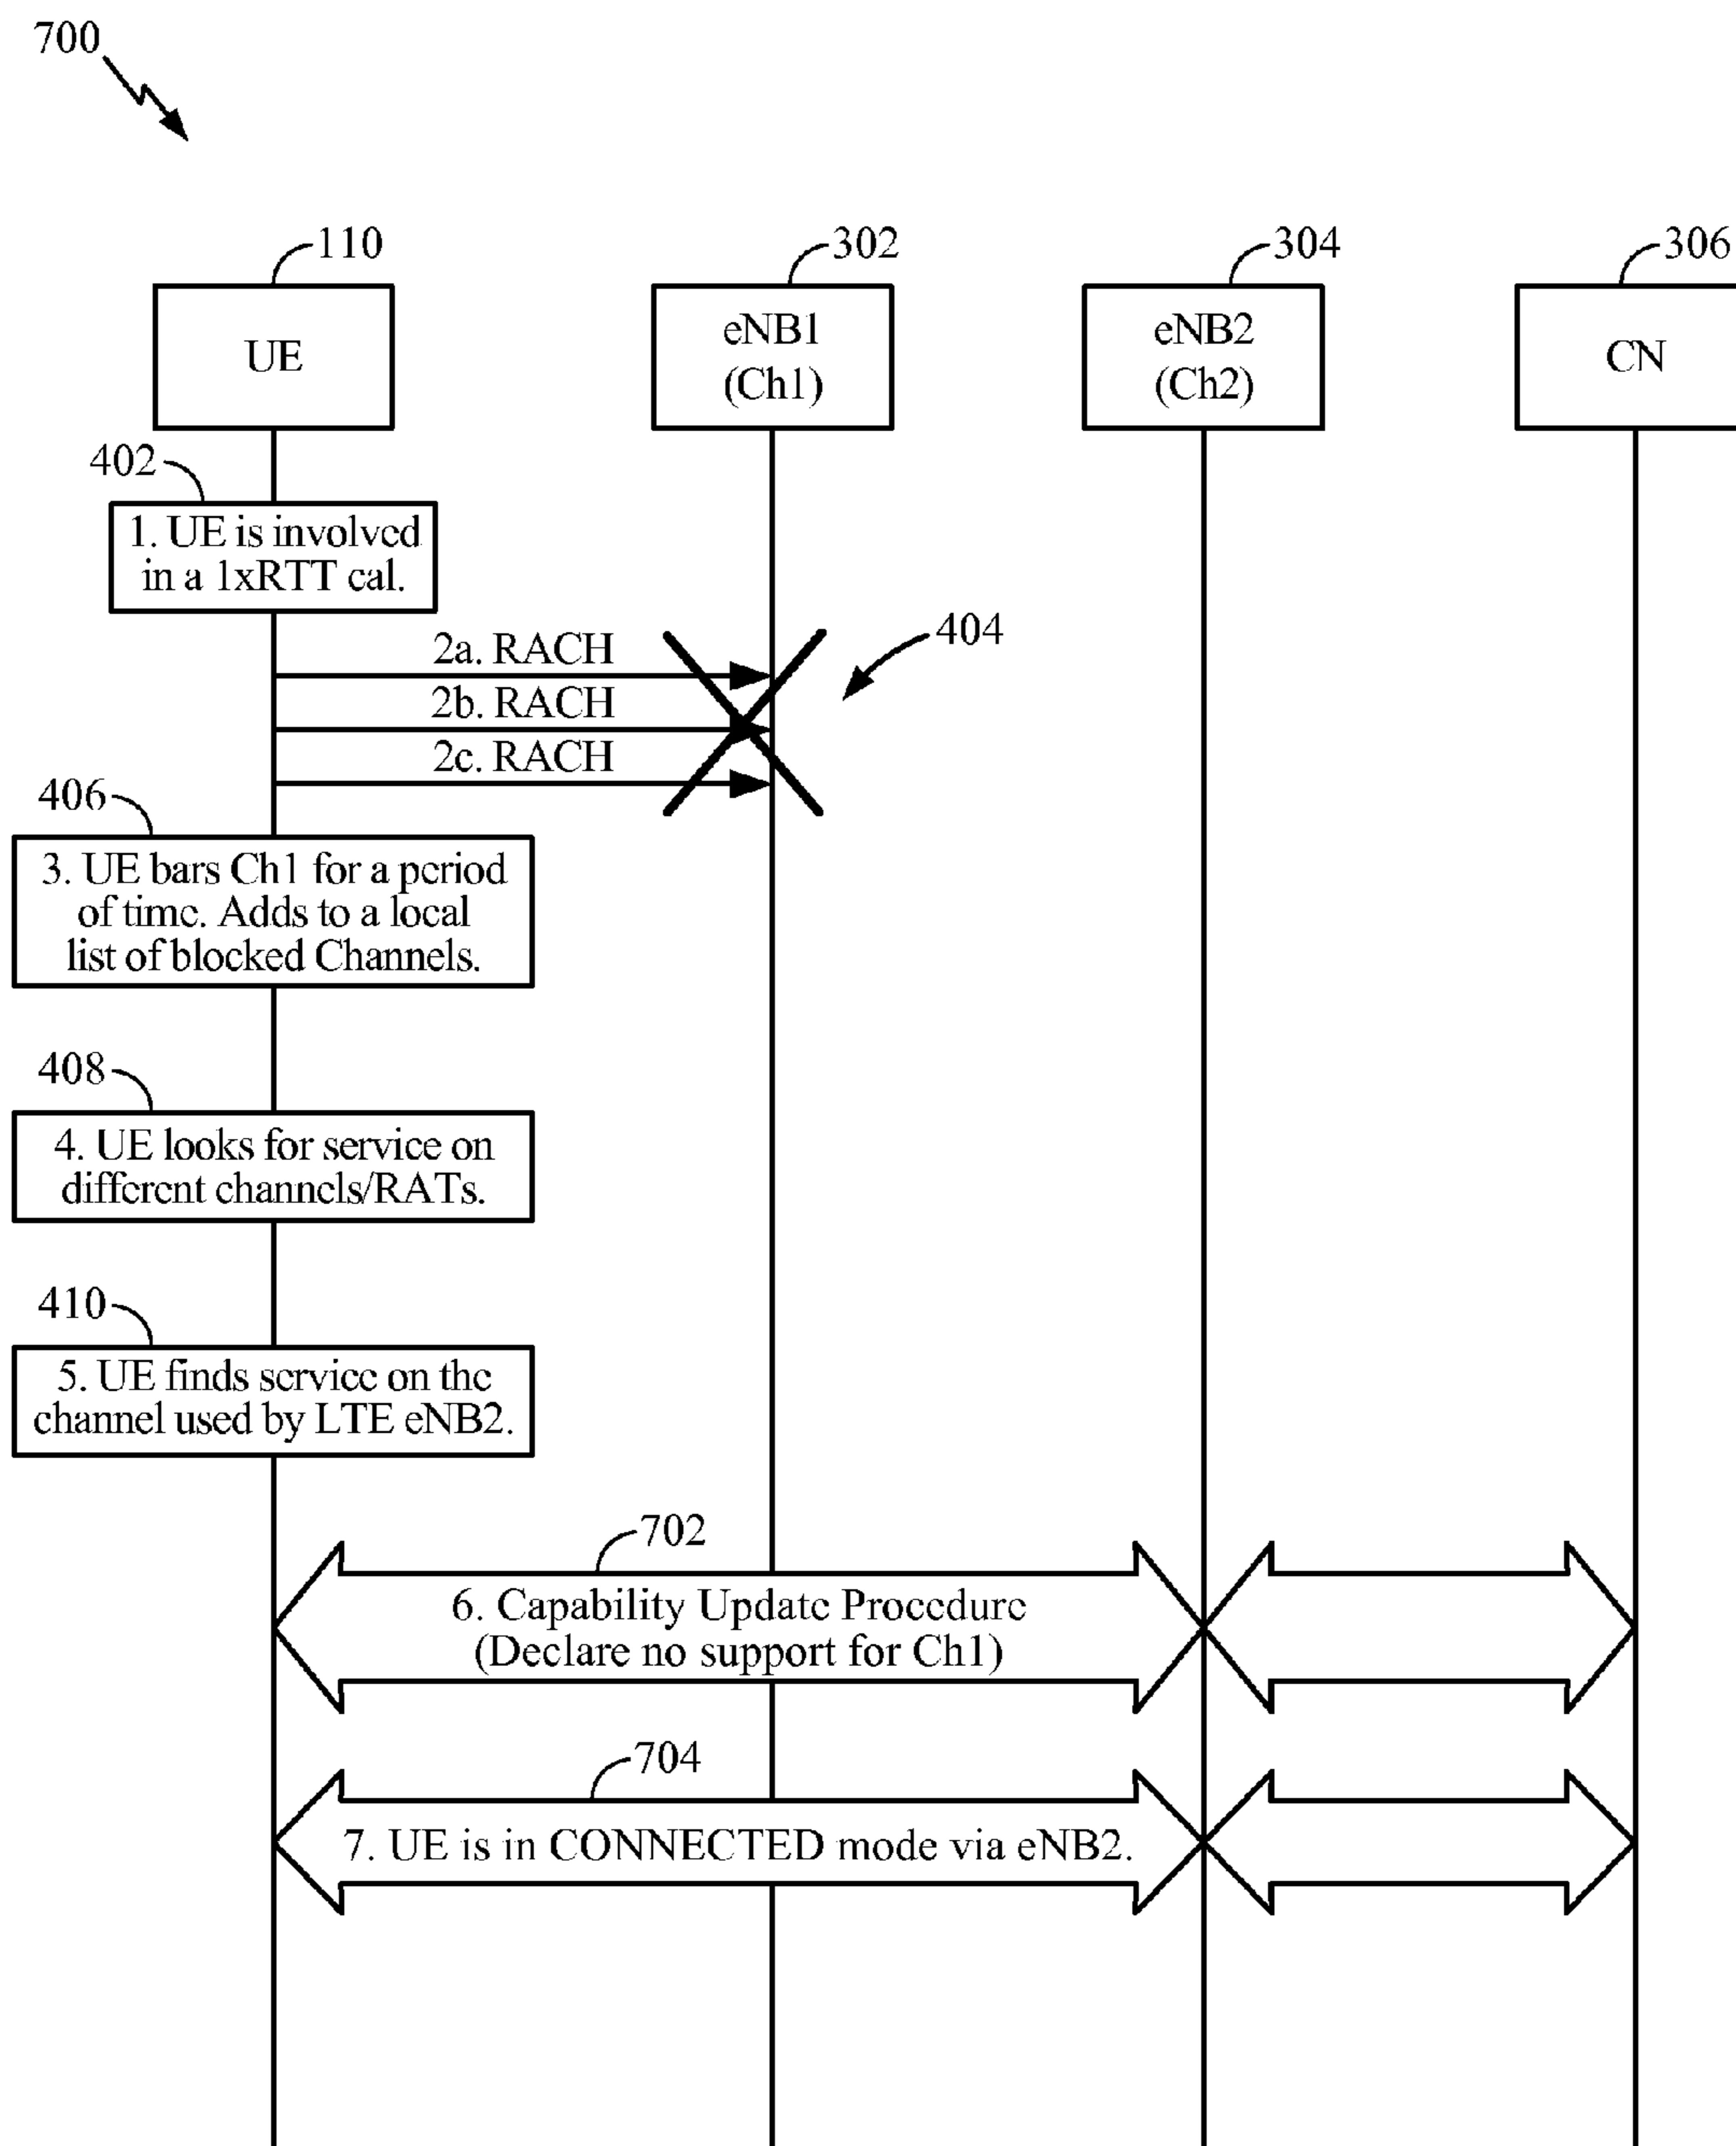 700
110
302
304
306
UE
eNB1
(Ch1)
eNB2
(Ch2)
CN
402
1. UE is involved
in a 1xRTT cal.
404
2a. RACH
2b. RACH
2c. RACH
406
3. UE bars Ch1 for a period
of time. Adds to a local
list of blocked Channels.
408
4. UE looks for service on
different channels/RATs.
410
5. UE finds service on the
channel used by LTE eNB2.
702
6. Capability Update Procedure
(Declare no support for Ch1)
704
7. UE is in CONNECTED mode via eNB2.